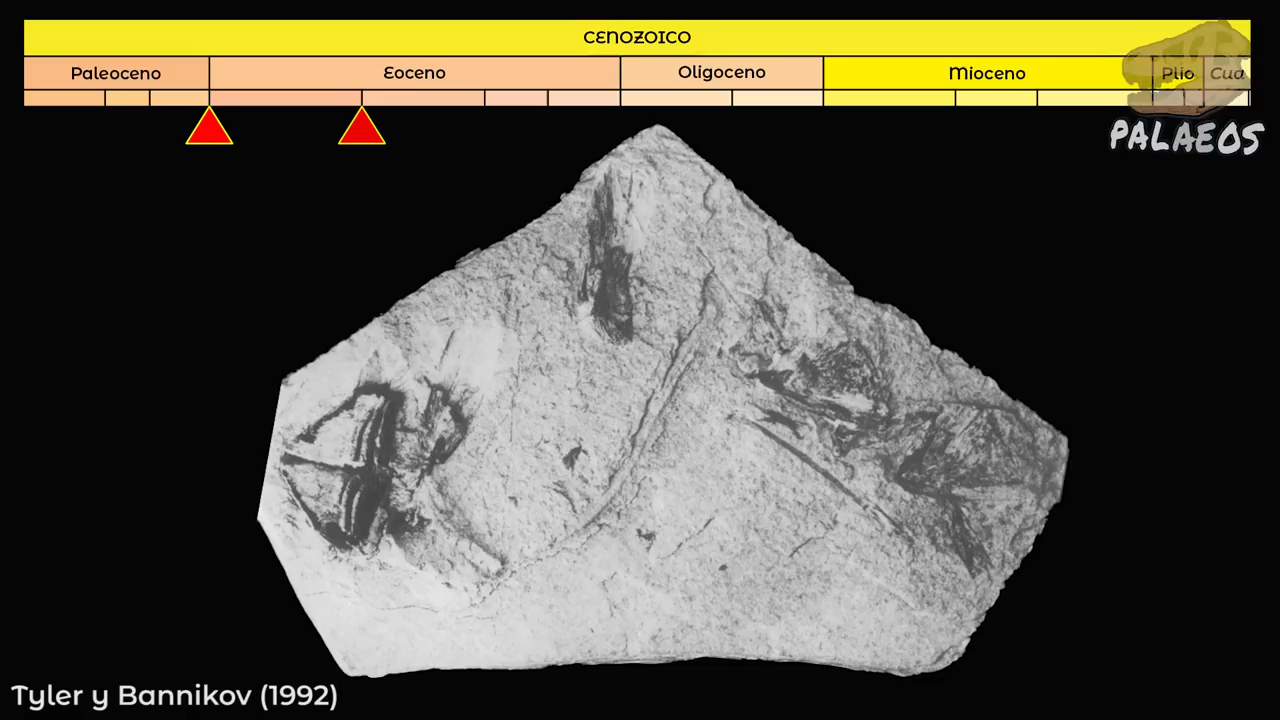 CENOZOICO
Paleoceno Eoceno Oligoceno Mioceno Plio Cua
PALAEOS
Tyler y Bannikov (1992)